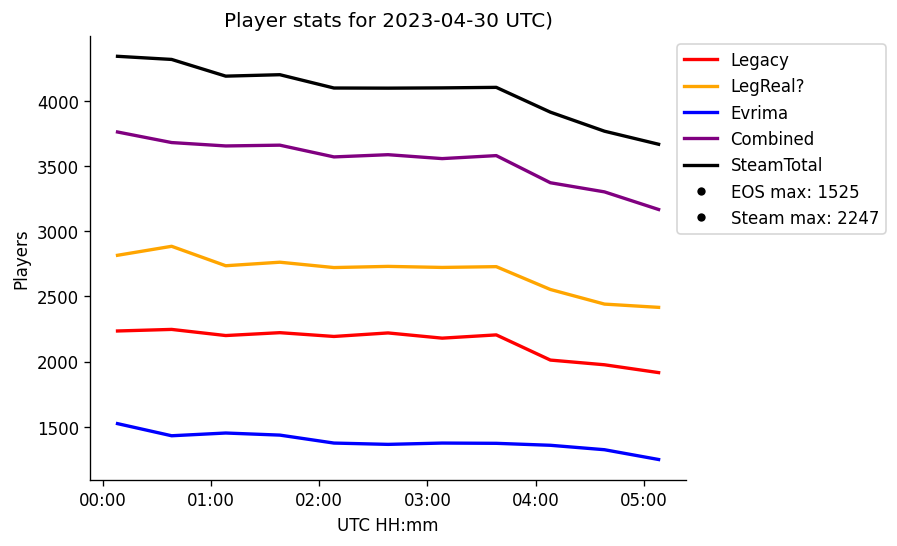 Player stats for 2023-04-30 UTC)
Legacy
LegReal?
Evrima
Combined
SteamTotal
EOS max: 1525
Steam max: 2247
Players
4000
3500
3000
2500
2000
1500
00:00 01:00 02:00 03:00 04:00 05:00
UTC HH:mm